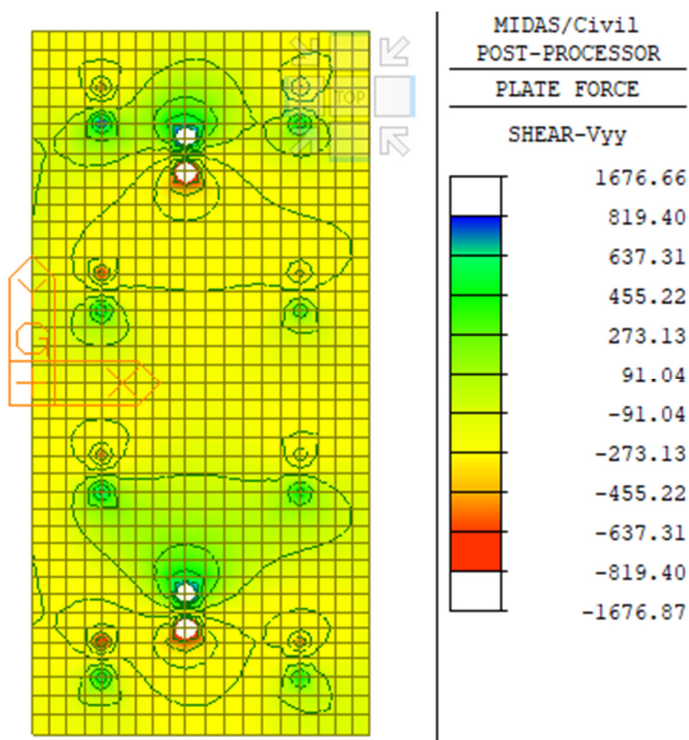 TOP
MIDAS/Civil
POST-PROCESSOR
PLATE FORCE
SHEAR-Vyy
1676.66
819.40
637.31
455.22
273.13
91.04
-91.04
-273.13
-455.22
-637.31
-819.40
-1676.87